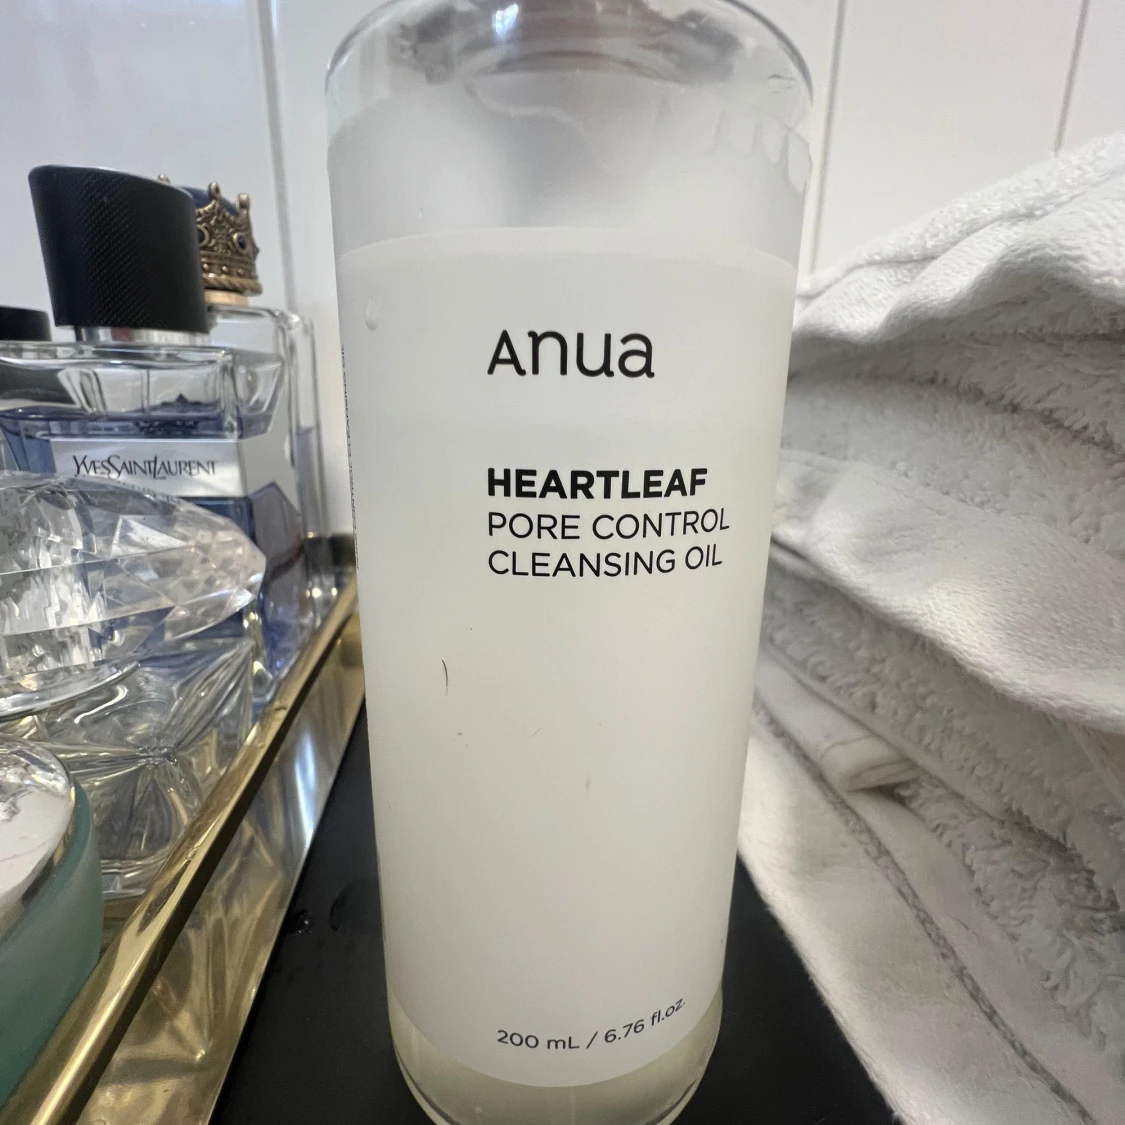 Anua
HEARTLEAF
PORE CONTROL
CLEANSING OIL
200 mL / 6.76 fl.oz.
YVESSAINTLAURENT